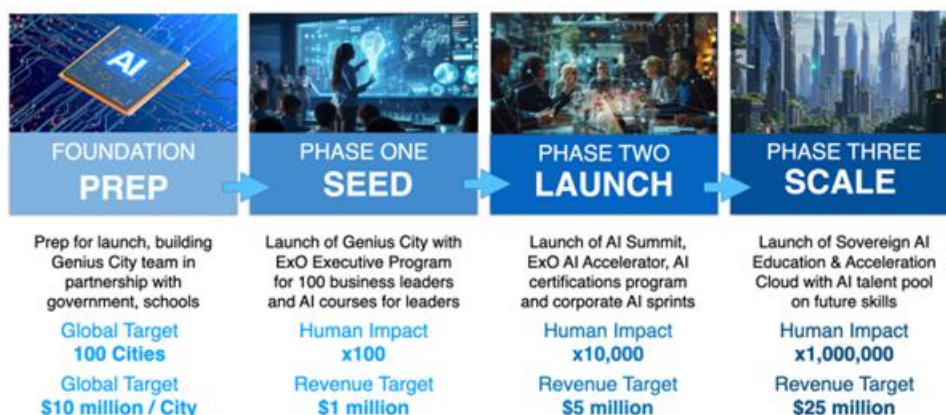 AI
FOUNDATION
PREP
Prep for launch, building
Genius City team in
partnership with
government, schools
Global Target
100 Cities
Global Target
$10 million / City
PHASE ONE
SEED
Launch of Genius City with
ExO Executive Program
for 100 business leaders
and AI courses for leaders
Human Impact
x100
Revenue Target
$1 million
PHASE TWO
LAUNCH
Launch of AI Summit,
ExO AI Accelerator, AI
certifications program
and corporate AI sprints
Human Impact
x10,000
Revenue Target
$5 million
PHASE THREE
SCALE
Launch of Sovereign AI
Education & Acceleration
Cloud with AI talent pool
on future skills
Human Impact
x1,000,000
Revenue Target
$25 million